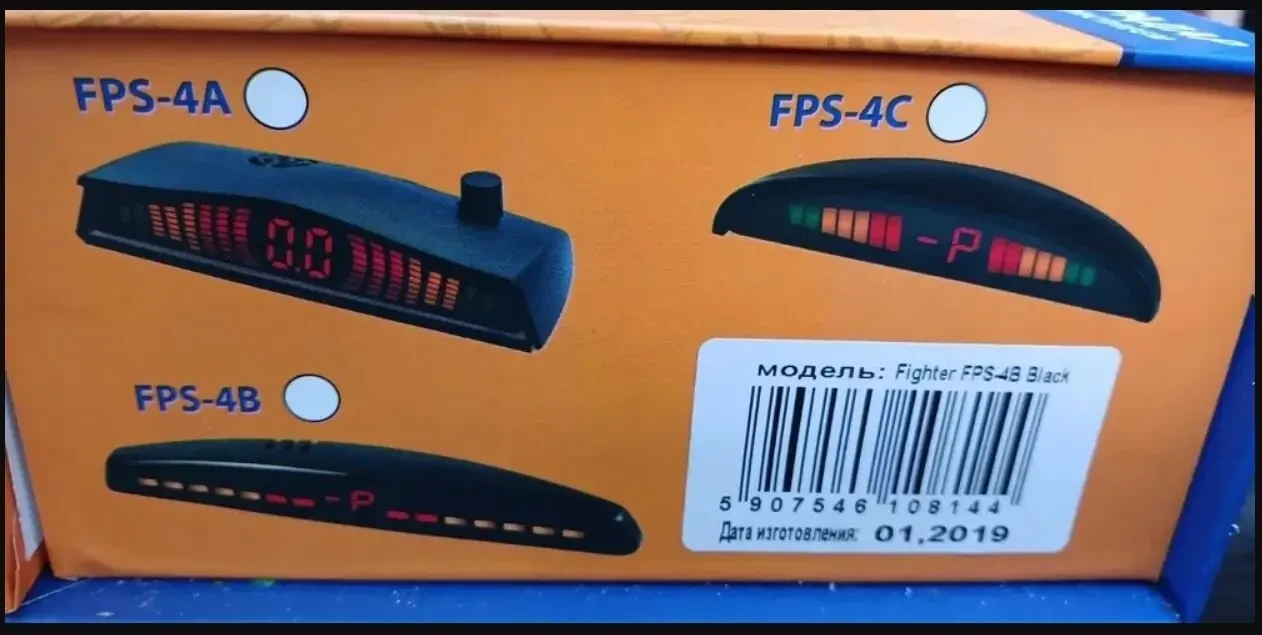 FPS-4A
FPS-4C
0.0
-P
FPS-4B
-P
модель: Fighter FPS-4B Black
5 907546 108144
Дата изготовления: 01,2019